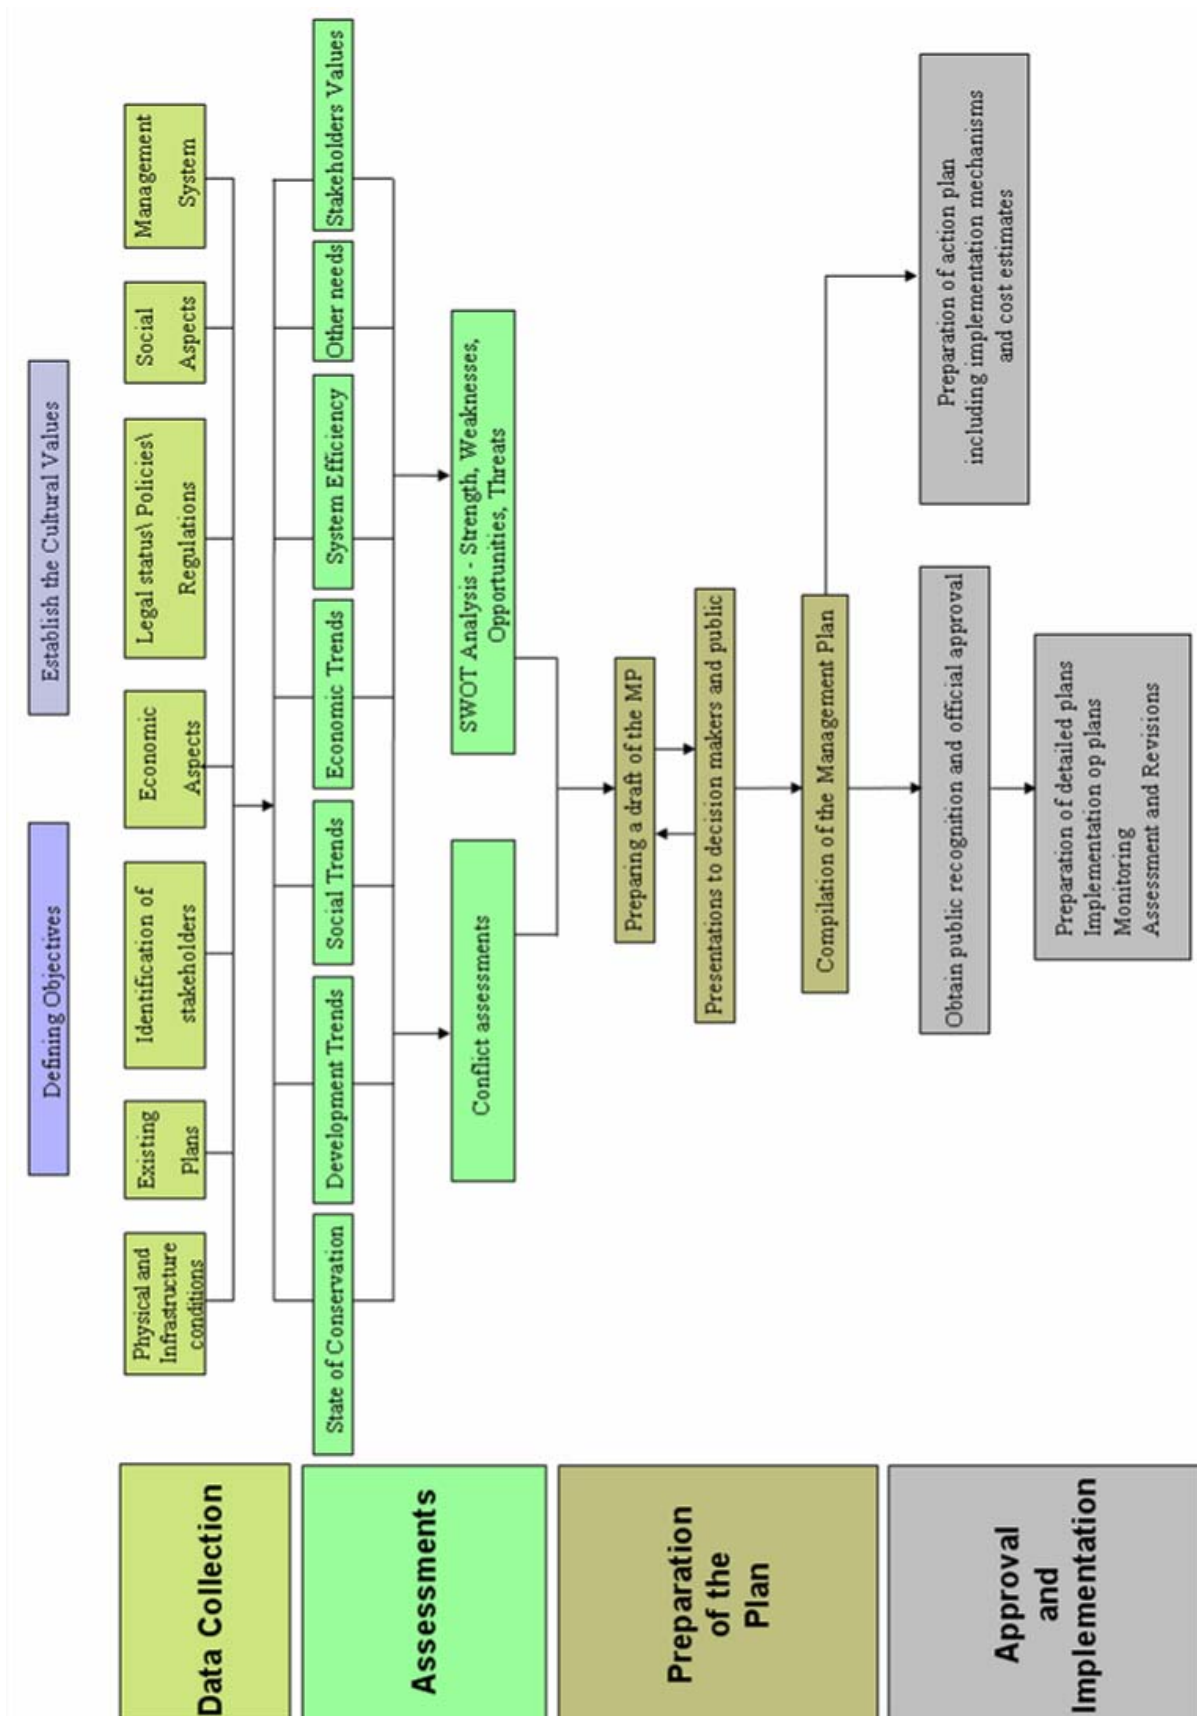 Defining Objectives
Establish the Cultural Values
Data Collection
Physical and
Infrastructure
conditions
Existing
Plans
Identification of
stakeholders
Economic
Aspects
Legal status\ Policies\
Regulations
Social
Aspects
Management
System
Assessments
State of Conservation
Development Trends
Social Trends
Economic Trends
System Efficiency
Other needs
Stakeholders Values
Conflict assessments
SWOT Analysis - Strength, Weaknesses,
Opportunities, Threats
Preparation
of the
Plan
Preparing a draft of the MP
Presentations to decision makers and public
Compilation of the Management Plan
Approval
and
Implementation
Obtain public recognition and official approval
Preparation of action plan
including implementation mechanisms
and cost estimates
Preparation of detailed plans
Implementation op plans
Monitoring
Assessment and Revisions